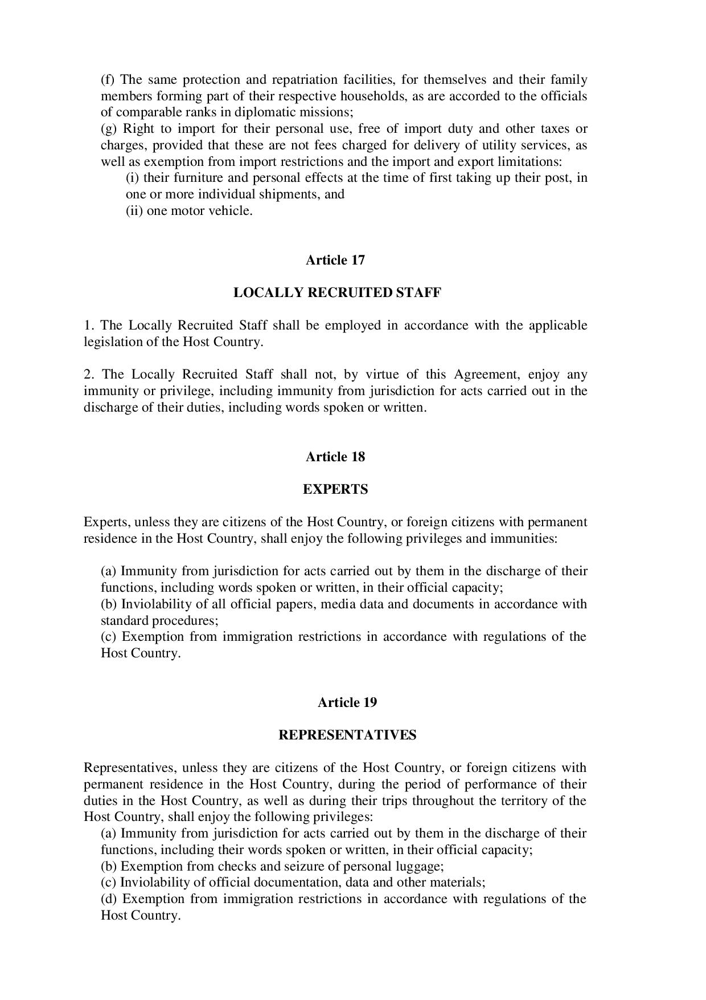 (f) The same protection and repatriation facilities, for themselves and their family
members forming part of their respective households, as are accorded to the officials
of comparable ranks in diplomatic missions;
(g) Right to import for their personal use, free of import duty and other taxes or
charges, provided that these are not fees charged for delivery of utility services, as
well as exemption from import restrictions and the import and export limitations:
(i) their furniture and personal effects at the time of first taking up their post, in
one or more individual shipments, and
(ii) one motor vehicle.
Article 17
LOCALLY RECRUITED STAFF
1. The Locally Recruited Staff shall be employed in accordance with the applicable
legislation of the Host Country.
2. The Locally Recruited Staff shall not, by virtue of this Agreement, enjoy any
immunity or privilege, including immunity from jurisdiction for acts carried out in the
discharge of their duties, including words spoken or written.
Article 18
EXPERTS
Experts, unless they are citizens of the Host Country, or foreign citizens with permanent
residence in the Host Country, shall enjoy the following privileges and immunities:
(a) Immunity from jurisdiction for acts carried out by them in the discharge of their
functions, including words spoken or written, in their official capacity;
(b) Inviolability of all official papers, media data and documents in accordance with
standard procedures;
(c) Exemption from immigration restrictions in accordance with regulations of the
Host Country.
Article 19
REPRESENTATIVES
Representatives, unless they are citizens of the Host Country, or foreign citizens with
permanent residence in the Host Country, during the period of performance of their
duties in the Host Country, as well as during their trips throughout the territory of the
Host Country, shall enjoy the following privileges:
(a) Immunity from jurisdiction for acts carried out by them in the discharge of their
functions, including their words spoken or written, in their official capacity;
(b) Exemption from checks and seizure of personal luggage;
(c) Inviolability of official documentation, data and other materials;
(d) Exemption from immigration restrictions in accordance with regulations of the
Host Country.